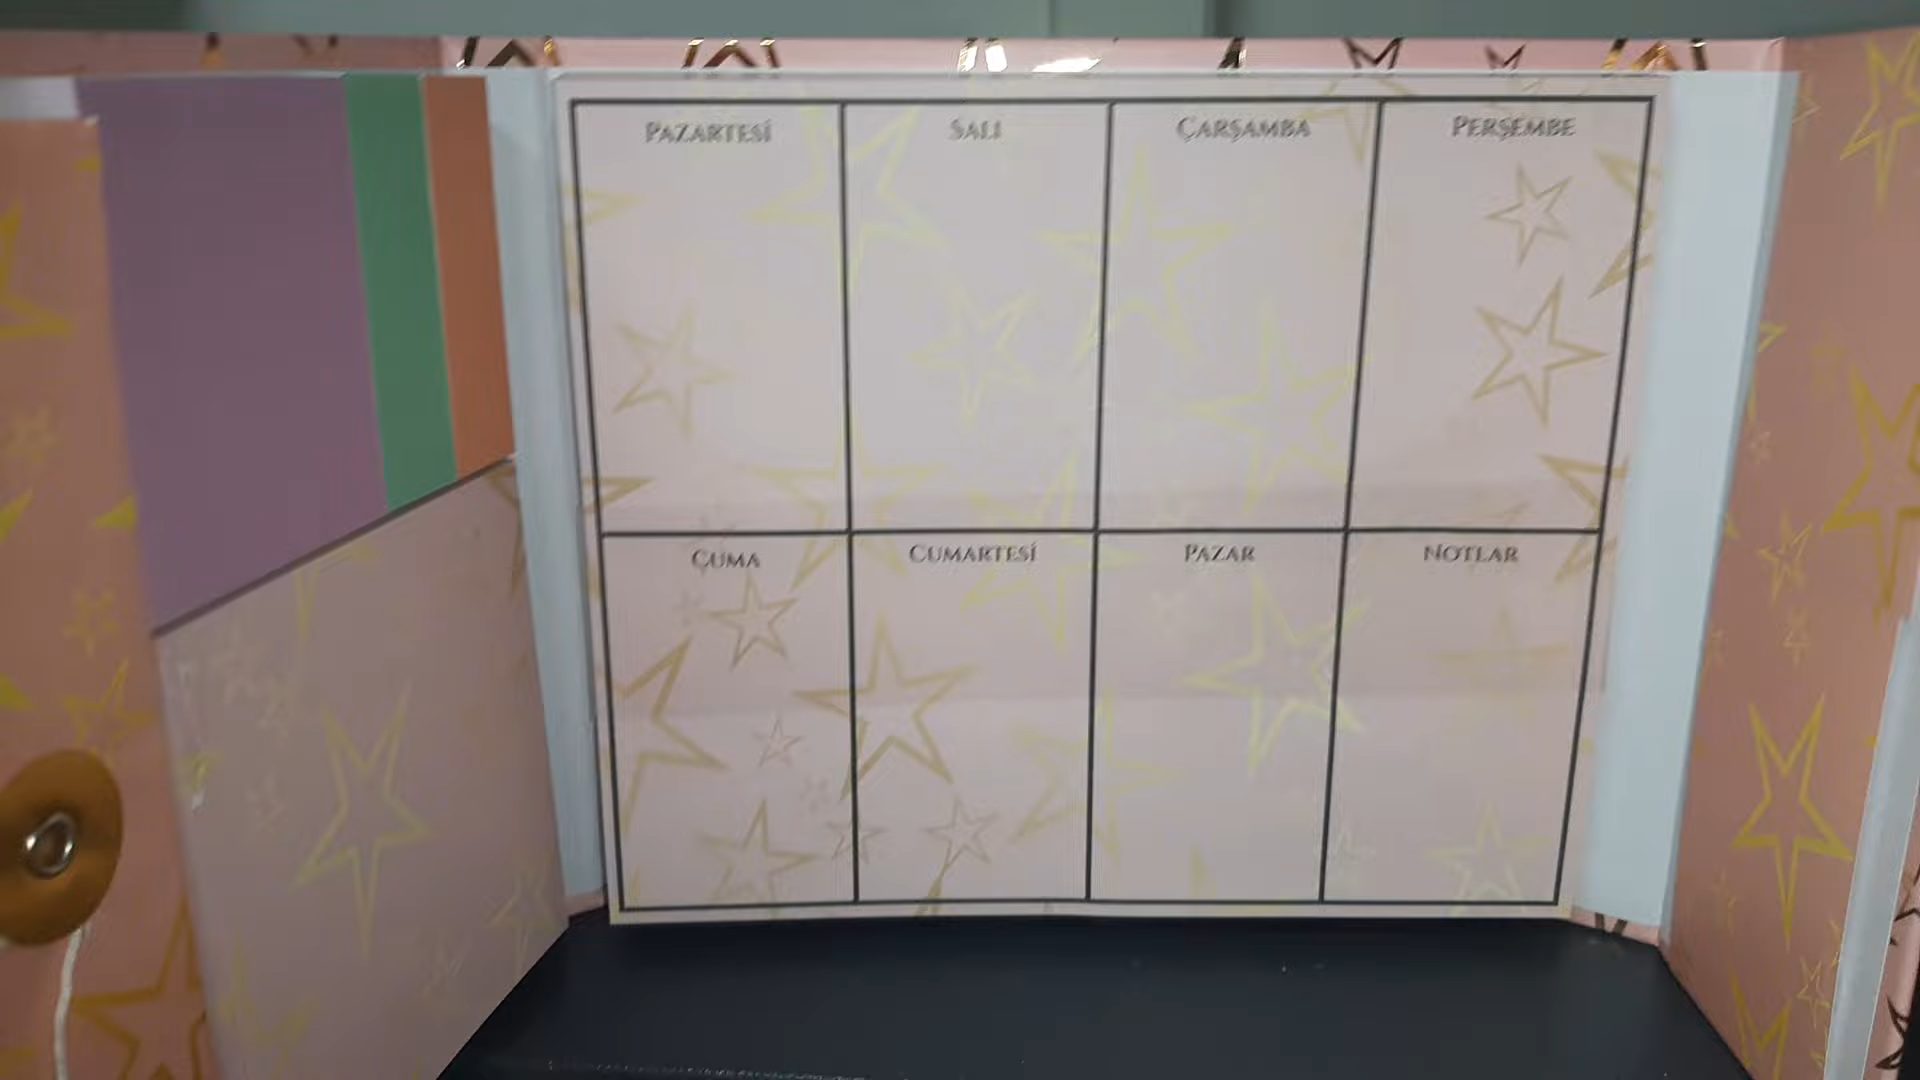 PAZARTESİ
SALI
ÇARŞAMBA
PERŞEMBE
CUMA
CUMARTESİ
PAZAR
NOTLAR